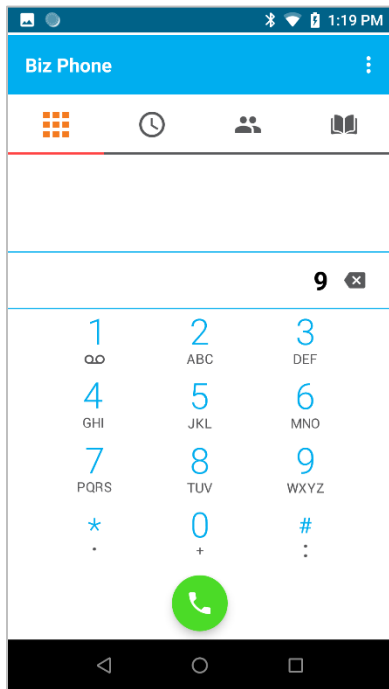 1:19 PM
Biz Phone
9
1 2 3
ABC DEF
4 5 6
GHI JKL MNO
7 8 9
PQRS TUV WXYZ
* 0 #
. + :